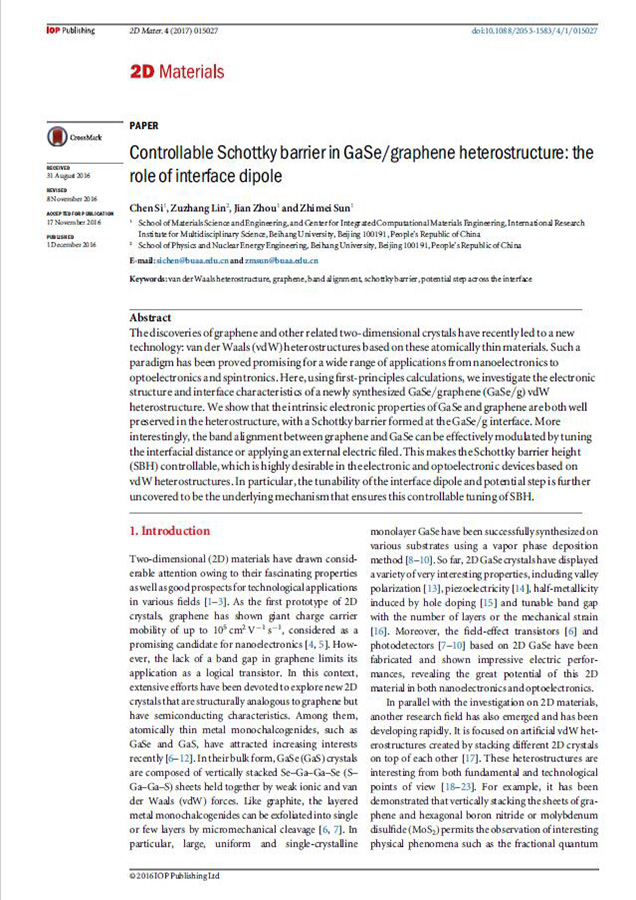 IOP Publishing
2D Mater. 4 (2017) 015027
doi:10.1088/2053-1583/4/1/015027
2D Materials
CrossMark
RECEIVED
31 August 2016
REVISED
8 November 2016
ACCEPTED FOR PUBLICATION
17 November 2016
PUBLISHED
1 December 2016
PAPER
Controllable Schottky barrier in GaSe/graphene heterostructure: the
role of interface dipole
Chen Si¹, Zuzhang Lin², Jian Zhou¹ and Zhimei Sun¹
¹ School of Materials Science and Engineering, and Center for Integrated Computational Materials Engineering, International Research
Institute for Multidisciplinary Science, Beihang University, Beijing 100191, People's Republic of China
² School of Physics and Nuclear Energy Engineering, Beihang University, Beijing 100191, People's Republic of China
E-mail: sichen@buaa.edu.cn and zmsun@buaa.edu.cn
Keywords: van der Waals heterostructure, graphene, band alignment, schottky barrier, potential step across the interface
Abstract
The discoveries of graphene and other related two-dimensional crystals have recently led to a new
technology: van der Waals (vdW) heterostructures based on these atomically thin materials. Such a
paradigm has been proved promising for a wide range of applications from nanoelectronics to
optoelectronics and spintronics. Here, using first-principles calculations, we investigate the electronic
structure and interface characteristics of a newly synthesized GaSe/graphene (GaSe/g) vdW
heterostructure. We show that the intrinsic electronic properties of GaSe and graphene are both well
preserved in the heterostructure, with a Schottky barrier formed at the GaSe/g interface. More
interestingly, the band alignment between graphene and GaSe can be effectively modulated by tuning
the interfacial distance or applying an external electric filed. This makes the Schottky barrier height
(SBH) controllable, which is highly desirable in the electronic and optoelectronic devices based on
vdW heterostructures. In particular, the tunability of the interface dipole and potential step is further
uncovered to be the underlying mechanism that ensures this controllable tuning of SBH.
1. Introduction
Two-dimensional (2D) materials have drawn consid-
erable attention owing to their fascinating properties
as well as good prospects for technological applications
in various fields [1–3]. As the first prototype of 2D
crystals, graphene has shown giant charge carrier
mobility of up to 10⁵ cm² V⁻¹ s⁻¹, considered as a
promising candidate for nanoelectronics [4, 5]. How-
ever, the lack of a band gap in graphene limits its
application as a logical transistor. In this context,
extensive efforts have been devoted to explore new 2D
crystals that are structurally analogous to graphene but
have semiconducting characteristics. Among them,
atomically thin metal monochalcogenides, such as
GaSe and GaS, have attracted increasing interests
recently [6–12]. In their bulk form, GaSe (GaS) crystals
are composed of vertically stacked Se–Ga–Ga–Se (S–
Ga–Ga–S) sheets held together by weak ionic and van
der Waals (vdW) forces. Like graphite, the layered
metal monochalcogenides can be exfoliated into single
or few layers by micromechanical cleavage [6, 7]. In
particular, large, uniform and single-crystalline
monolayer GaSe have been successfully synthesized on
various substrates using a vapor phase deposition
method [8–10]. So far, 2D GaSe crystals have displayed
a variety of very interesting properties, including valley
polarization [13], piezoelectricity [14], half-metallicity
induced by hole doping [15] and tunable band gap
with the number of layers or the mechanical strain
[16]. Moreover, the field-effect transistors [6] and
photodetectors [7–10] based on 2D GaSe have been
fabricated and shown impressive electric perfor-
mances, revealing the great potential of this 2D
material in both nanoelectronics and optoelectronics.
In parallel with the investigation on 2D materials,
another research field has also emerged and has been
developing rapidly. It is focused on artificial vdW het-
erostructures created by stacking different 2D crystals
on top of each other [17]. These heterostructures are
interesting from both fundamental and technological
points of view [18–23]. For example, it has been
demonstrated that vertically stacking the sheets of gra-
phene and hexagonal boron nitride or molybdenum
disulfide (MoS₂) permits the observation of interesting
physical phenomena such as the fractional quantum
© 2016 IOP Publishing Ltd